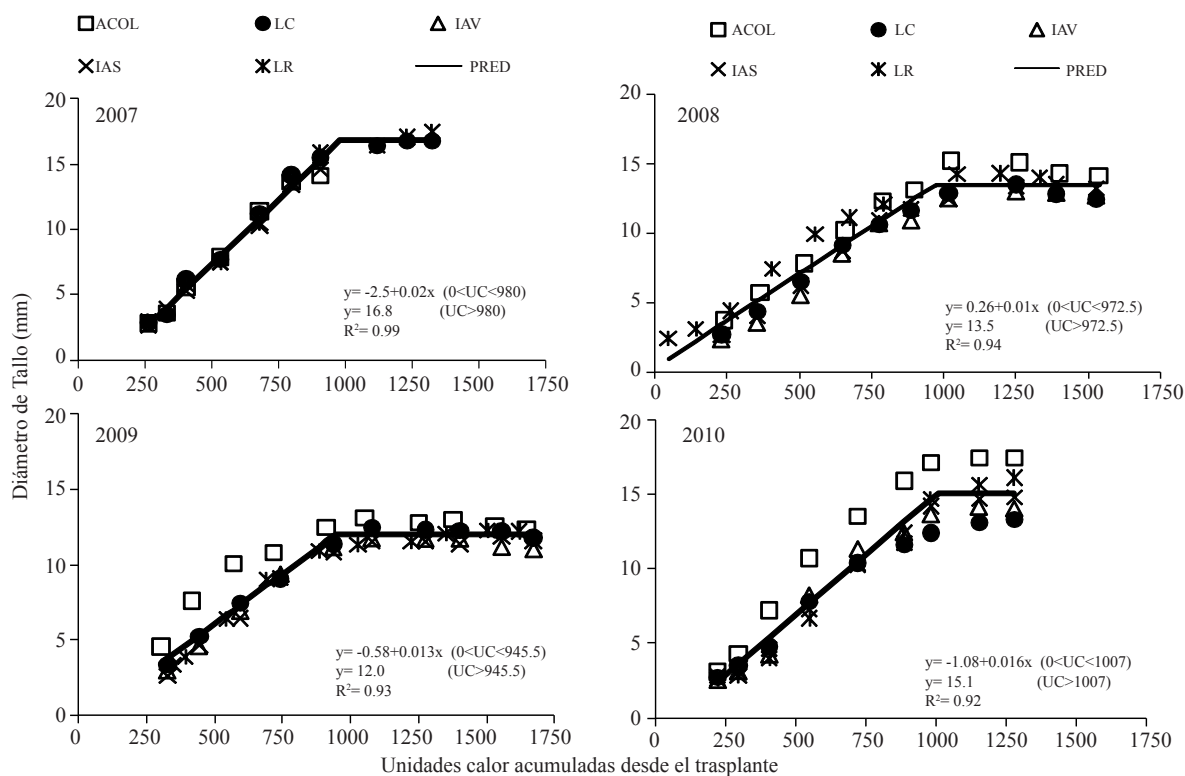 ACOL LC IAV
IAS LR PRED
ACOL LC IAV
IAS LR PRED
2007
20
15
10
5
0
y= -2.5+0.02x (0<UC<980)
y= 16.8 (UC>980)
R²= 0.99
0 250 500 750 1000 1250 1500 1750
2008
20
15
10
5
0
y= 0.26+0.01x (0<UC<972.5)
y= 13.5 (UC>972.5)
R²= 0.94
0 250 500 750 1000 1250 1500 1750
Diámetro de Tallo (mm)
2009
20
15
10
5
0
y= -0.58+0.013x (0<UC<945.5)
y= 12.0 (UC>945.5)
R²= 0.93
0 250 500 750 1000 1250 1500 1750
2010
20
15
10
5
0
y= -1.08+0.016x (0<UC<1007)
y= 15.1 (UC>1007)
R²= 0.92
0 250 500 750 1000 1250 1500 1750
Unidades calor acumuladas desde el trasplante